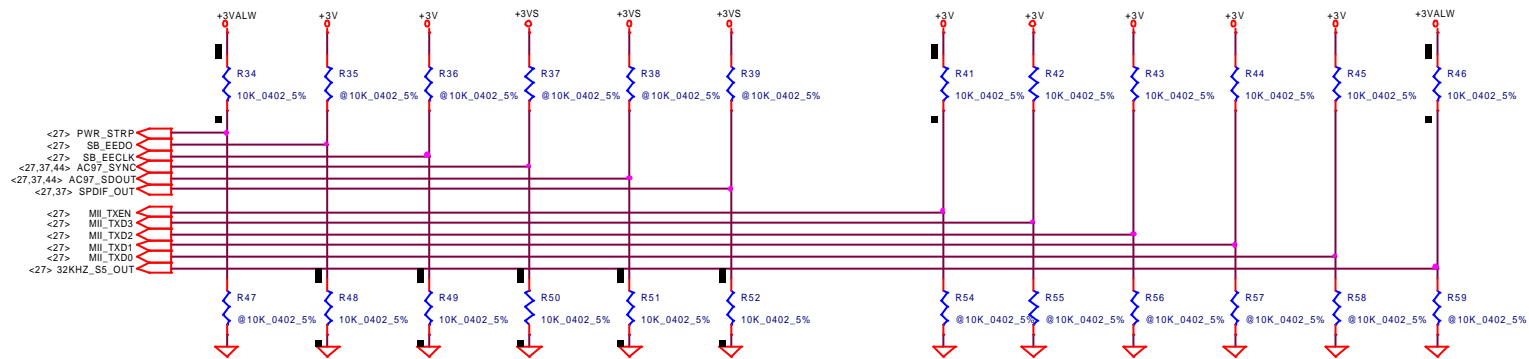 +3VALW +3V +3V +3VS +3VS +3VS +3V +3V +3V +3V +3V +3VALW
R34 R35 R36 R37 R38 R39 R41 R42 R43 R44 R45 R46
10K_0402_5% @10K_0402_5% @10K_0402_5% @10K_0402_5% @10K_0402_5% @10K_0402_5% 10K_0402_5% 10K_0402_5% 10K_0402_5% 10K_0402_5% 10K_0402_5% 10K_0402_5%
<27> PWR_STRP
<27> SB_EEDO
<27> SB_EECLK
<27,37,44> AC97_SYNC
<27,37,44> AC97_SDOUT
<27,37> SPDIF_OUT
<27> MII_TXEN
<27> MII_TXD3
<27> MII_TXD2
<27> MII_TXD1
<27> MII_TXD0
<27> 32KHZ_S5_OUT
R47 R48 R49 R50 R51 R52 R54 R55 R56 R57 R58 R59
@10K_0402_5% 10K_0402_5% 10K_0402_5% 10K_0402_5% 10K_0402_5% 10K_0402_5% @10K_0402_5% @10K_0402_5% @10K_0402_5% @10K_0402_5% @10K_0402_5% @10K_0402_5%